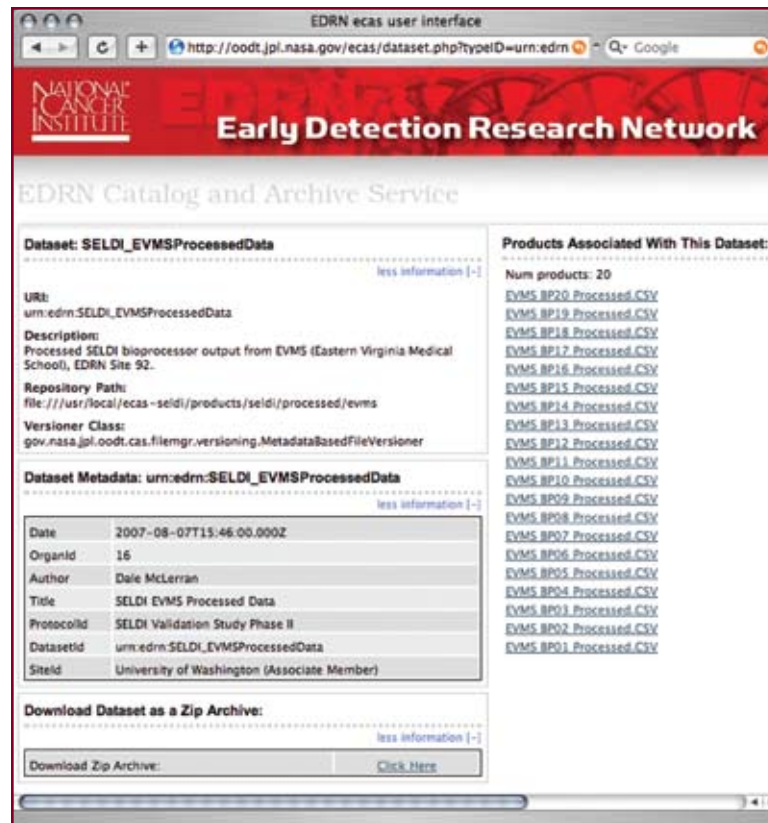 EDRN ecas user interface
http://oodt.jpl.nasa.gov/ecas/dataset.php?typeID=urn:edrn
Google
NATIONAL
CANCER
INSTITUTE
Early Detection Research Network
EDRN Catalog and Archive Service
Dataset: SELDI_EVMSProcessedData
less information [-]
URI:
urn:edrn:SELDI_EVMSProcessedData
Description:
Processed SELDI bioprocessor output from EVMS (Eastern Virginia Medical
School), EDRN Site 92.
Repository Path:
file:///usr/local/ecas-seldi/products/seldi/processed/evms
Versioner Class:
gov.nasa.jpl.oodt.cas.filemgr.versioning.MetadataBasedFileVersioner
Dataset Metadata: urn:edrn:SELDI_EVMSProcessedData
less information [-]
Date 2007-08-07T15:46:00.000Z
OrganId 16
Author Dale McLerran
Title SELDI EVMS Processed Data
ProtocolId SELDI Validation Study Phase II
DatasetId urn:edrn:SELDI_EVMSProcessedData
SiteId University of Washington (Associate Member)
Download Dataset as a Zip Archive:
less information [-]
Download Zip Archive: Click Here
Products Associated With This Dataset:
Num products: 20
EVMS BP20 Processed.CSV
EVMS BP19 Processed.CSV
EVMS BP18 Processed.CSV
EVMS BP17 Processed.CSV
EVMS BP16 Processed.CSV
EVMS BP15 Processed.CSV
EVMS BP14 Processed.CSV
EVMS BP13 Processed.CSV
EVMS BP12 Processed.CSV
EVMS BP11 Processed.CSV
EVMS BP10 Processed.CSV
EVMS BP09 Processed.CSV
EVMS BP08 Processed.CSV
EVMS BP07 Processed.CSV
EVMS BP06 Processed.CSV
EVMS BP05 Processed.CSV
EVMS BP04 Processed.CSV
EVMS BP03 Processed.CSV
EVMS BP02 Processed.CSV
EVMS BP01 Processed.CSV